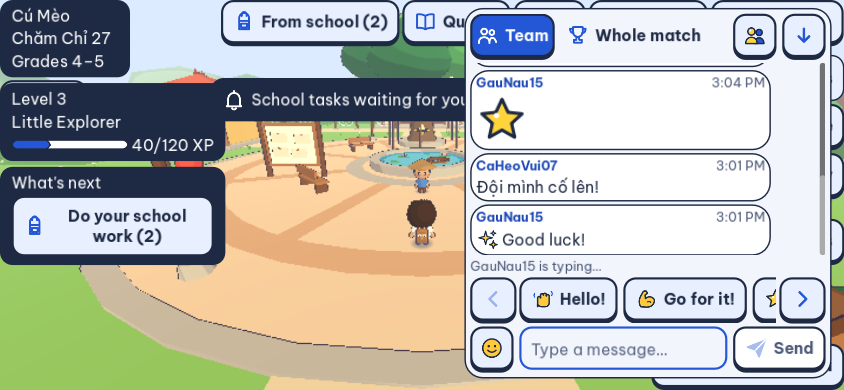 Cú Mèo
Chăm Chỉ 27
Grades 4–5
Level 3
Little Explorer
40/120 XP
What's next
Do your school
work (2)
From school (2)
School tasks waiting for you
Team
Whole match
GauNau15
3:04 PM
CaHeoVui07
3:01 PM
Đội mình cố lên!
GauNau15
3:01 PM
Good luck!
GauNau15 is typing...
Hello!
Go for it!
Type a message...
Send